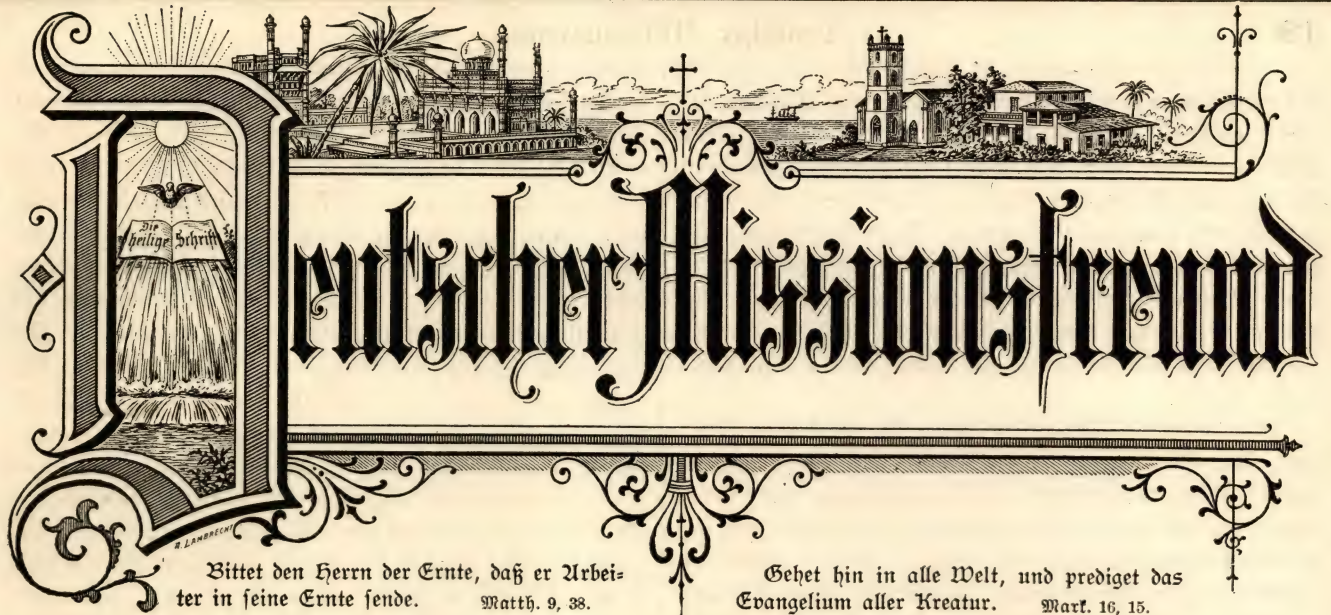 Die
heilige Schrift
Deutscher Missionsfreund
A. LAMBRECHT
Bittet den Herrn der Ernte, daß er Arbei=
ter in seine Ernte sende. Matth. 9, 38.
Gehet hin in alle Welt, und prediget das
Evangelium aller Kreatur. Mark. 16, 15.